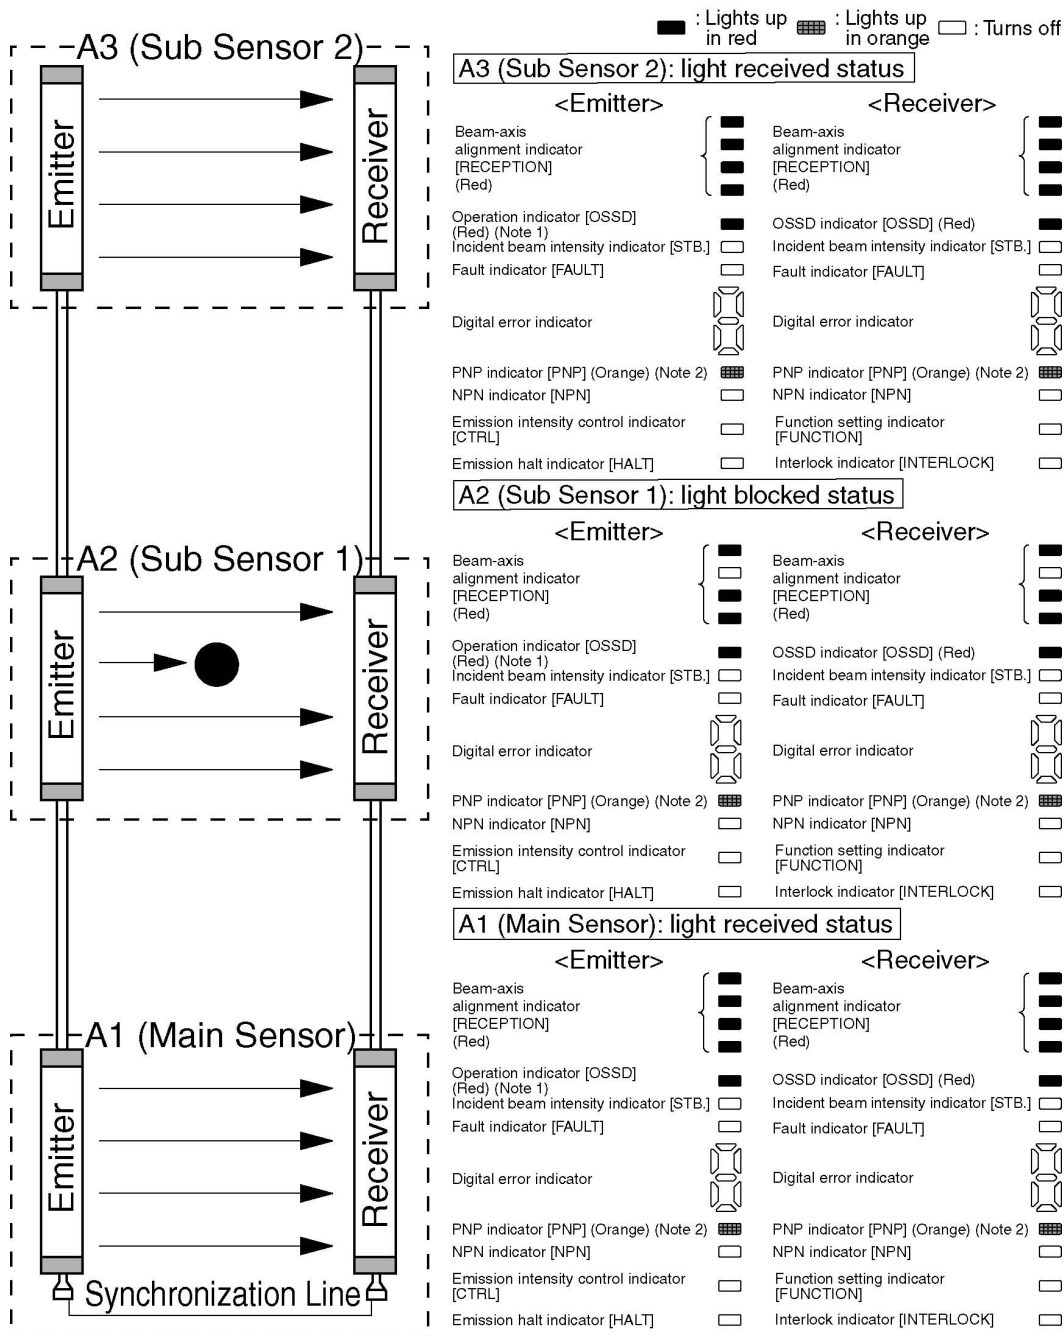 : Lights up in red
: Lights up in orange
: Turns off
A3 (Sub Sensor 2)
Emitter
Receiver
A3 (Sub Sensor 2): light received status
<Emitter>
Beam-axis
alignment indicator
[RECEPTION]
(Red)
Operation indicator [OSSD]
(Red) (Note 1)
Incident beam intensity indicator [STB.]
Fault indicator [FAULT]
Digital error indicator
PNP indicator [PNP] (Orange) (Note 2)
NPN indicator [NPN]
Emission intensity control indicator
[CTRL]
Emission halt indicator [HALT]
<Receiver>
Beam-axis
alignment indicator
[RECEPTION]
(Red)
OSSD indicator [OSSD] (Red)
Incident beam intensity indicator [STB.]
Fault indicator [FAULT]
Digital error indicator
PNP indicator [PNP] (Orange) (Note 2)
NPN indicator [NPN]
Function setting indicator
[FUNCTION]
Interlock indicator [INTERLOCK]
A2 (Sub Sensor 1)
Emitter
Receiver
A2 (Sub Sensor 1): light blocked status
<Emitter>
Beam-axis
alignment indicator
[RECEPTION]
(Red)
Operation indicator [OSSD]
(Red) (Note 1)
Incident beam intensity indicator [STB.]
Fault indicator [FAULT]
Digital error indicator
PNP indicator [PNP] (Orange) (Note 2)
NPN indicator [NPN]
Emission intensity control indicator
[CTRL]
Emission halt indicator [HALT]
<Receiver>
Beam-axis
alignment indicator
[RECEPTION]
(Red)
OSSD indicator [OSSD] (Red)
Incident beam intensity indicator [STB.]
Fault indicator [FAULT]
Digital error indicator
PNP indicator [PNP] (Orange) (Note 2)
NPN indicator [NPN]
Function setting indicator
[FUNCTION]
Interlock indicator [INTERLOCK]
A1 (Main Sensor)
Emitter
Receiver
Synchronization Line
A1 (Main Sensor): light received status
<Emitter>
Beam-axis
alignment indicator
[RECEPTION]
(Red)
Operation indicator [OSSD]
(Red) (Note 1)
Incident beam intensity indicator [STB.]
Fault indicator [FAULT]
Digital error indicator
PNP indicator [PNP] (Orange) (Note 2)
NPN indicator [NPN]
Emission intensity control indicator
[CTRL]
Emission halt indicator [HALT]
<Receiver>
Beam-axis
alignment indicator
[RECEPTION]
(Red)
OSSD indicator [OSSD] (Red)
Incident beam intensity indicator [STB.]
Fault indicator [FAULT]
Digital error indicator
PNP indicator [PNP] (Orange) (Note 2)
NPN indicator [NPN]
Function setting indicator
[FUNCTION]
Interlock indicator [INTERLOCK]